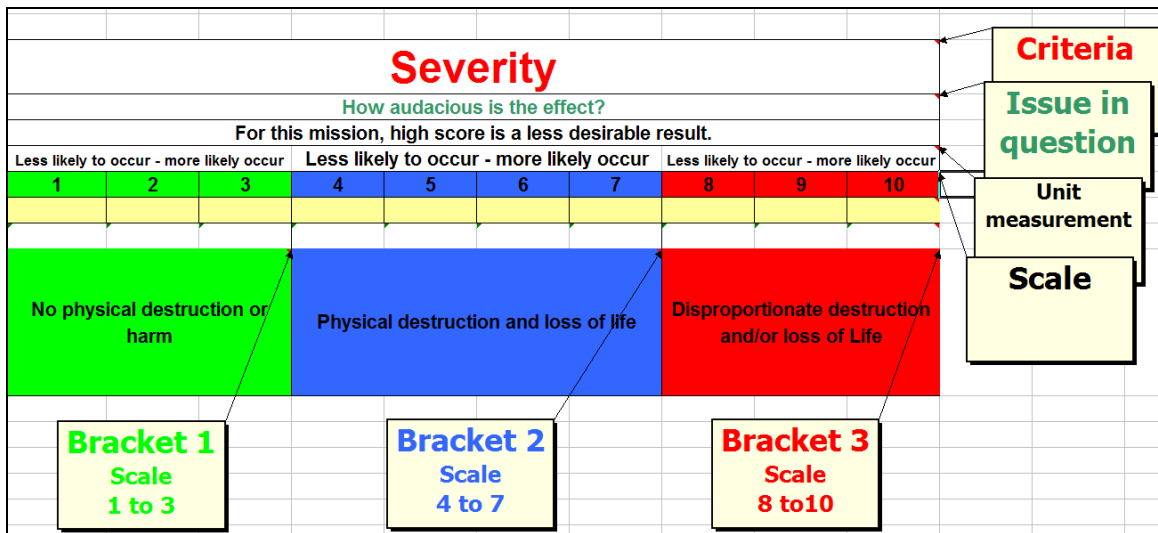 Severity
How audacious is the effect?
For this mission, high score is a less desirable result.
Less likely to occur - more likely occur
Less likely to occur - more likely occur
Less likely to occur - more likely occur
1 2 3 4 5 6 7 8 9 10
No physical destruction or
harm
Physical destruction and loss of life
Disproportionate destruction
and/or loss of Life
Criteria
Issue in
question
Unit
measurement
Scale
Bracket 1
Scale
1 to 3
Bracket 2
Scale
4 to 7
Bracket 3
Scale
8 to10